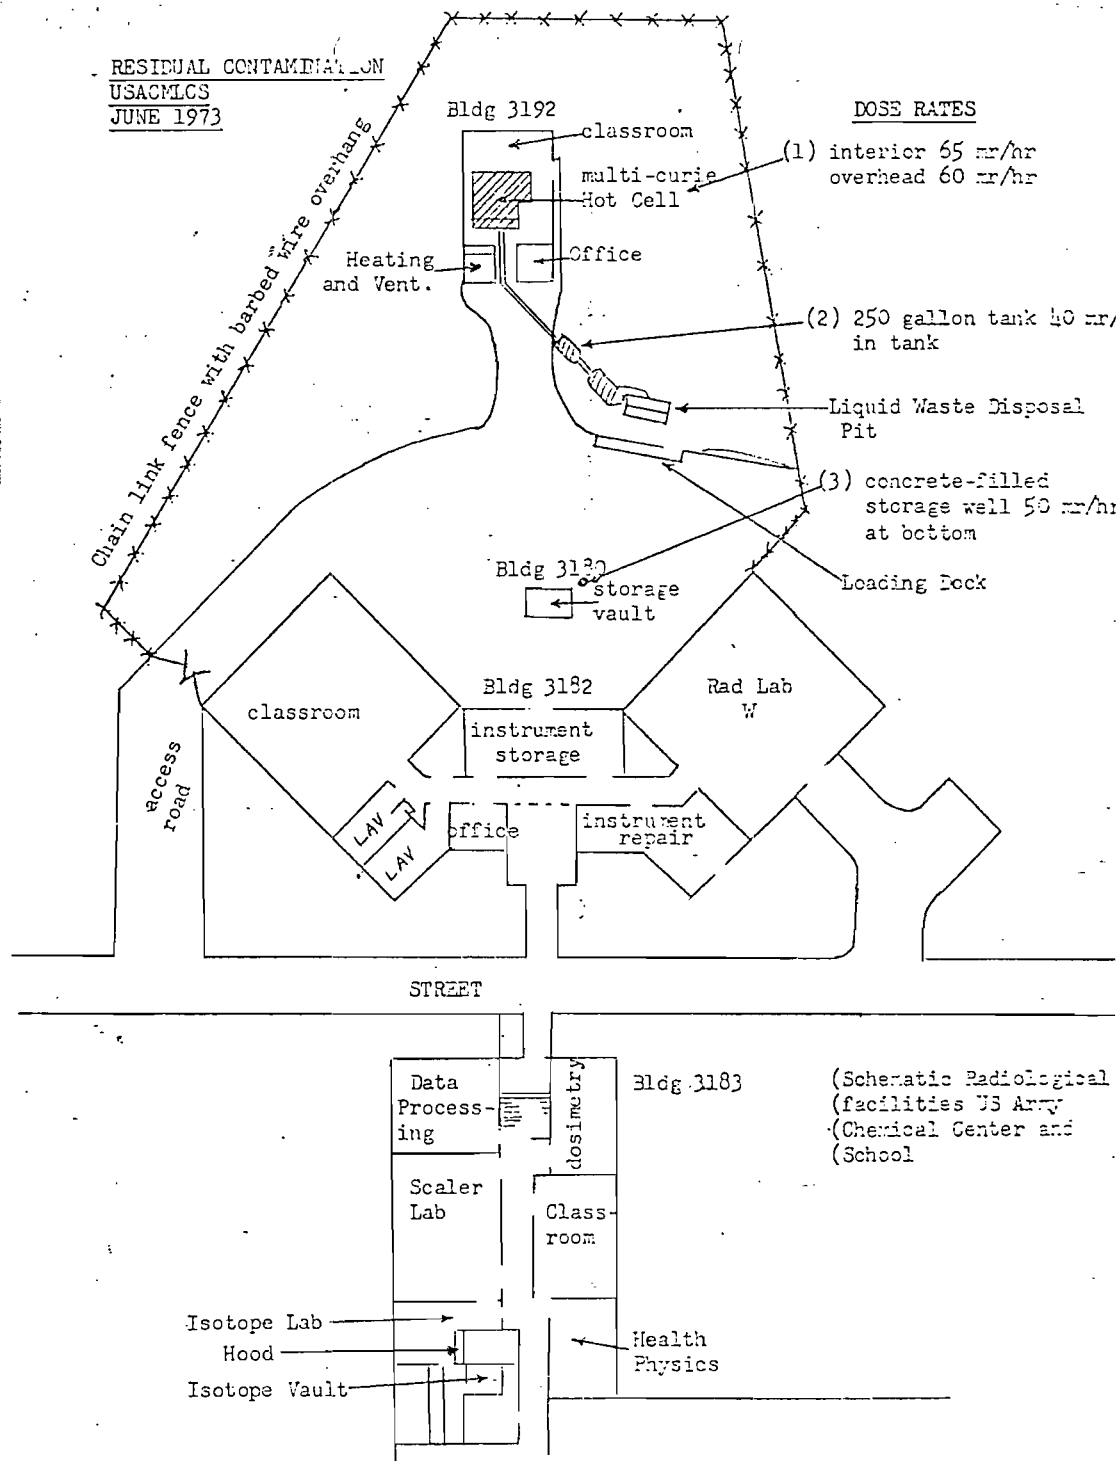 RESIDUAL CONTAMINATION
USACMLCS
JUNE 1973
Bldg 3192
classroom
multi-curie
Hot Cell
Heating
and Vent.
Office
Chain link fence with barbed wire overhang
DOSE RATES
(1) interior 65 mr/hr
overhead 60 mr/hr
(2) 250 gallon tank 40 mr/
in tank
Liquid Waste Disposal
Pit
(3) concrete-filled
storage well 50 mr/hr
at bottom
Loading Dock
Bldg 3180
storage
vault
Bldg 3182
classroom
instrument
storage
Rad Lab
W
access
road
LAV
LAV
office
instrument
repair
STREET
Data
Process-
ing
dosimetry
Bldg 3183
(Schematic Radiological
(facilities US Army
(Chemical Center and
(School
Scaler
Lab
Class-
room
Isotope Lab
Hood
Isotope Vault
Health
Physics